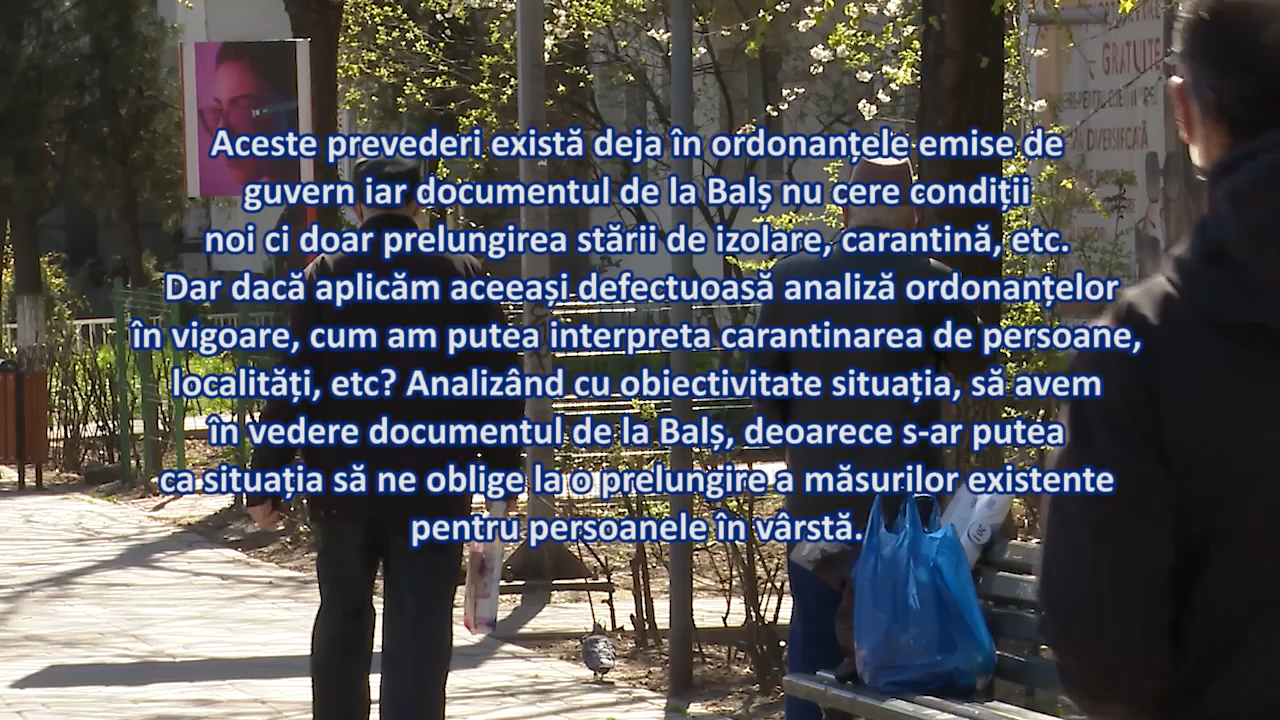 GRATUITE
DIVERSIFICATĂ
Aceste prevederi există deja în ordonanțele emise de
guvern iar documentul de la Balș nu cere condiții
noi ci doar prelungirea stării de izolare, carantină, etc.
Dar dacă aplicăm aceeași defectuoasă analiză ordonanțelor
în vigoare, cum am putea interpreta carantinarea de persoane,
localități, etc? Analizând cu obiectivitate situația, să avem
în vedere documentul de la Balș, deoarece s-ar putea
ca situația să ne oblige la o prelungire a măsurilor existente
pentru persoanele în vârstă.